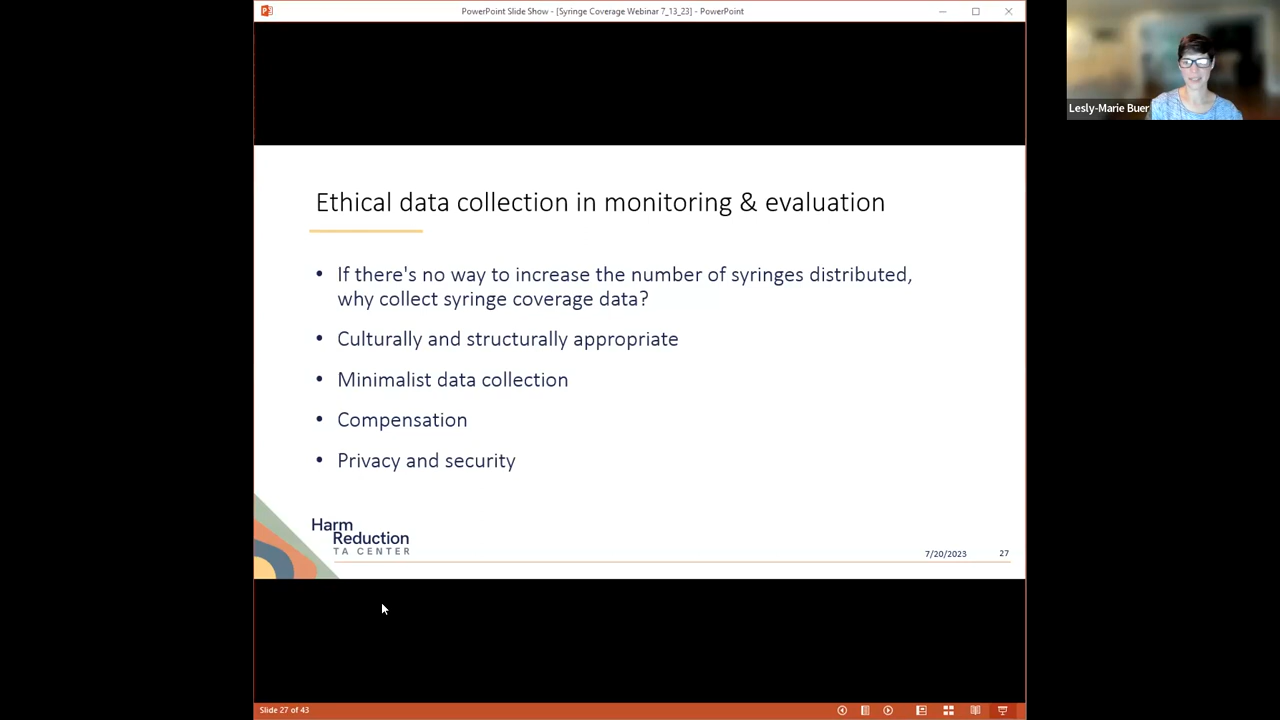 PowerPoint Slide Show - [Syringe Coverage Webinar 7_13_23] - PowerPoint
Lesly-Marie Buer
Ethical data collection in monitoring & evaluation
• If there's no way to increase the number of syringes distributed,
why collect syringe coverage data?
• Culturally and structurally appropriate
• Minimalist data collection
• Compensation
• Privacy and security
Harm
Reduction
TA CENTER
7/20/2023
27
Slide 27 of 43